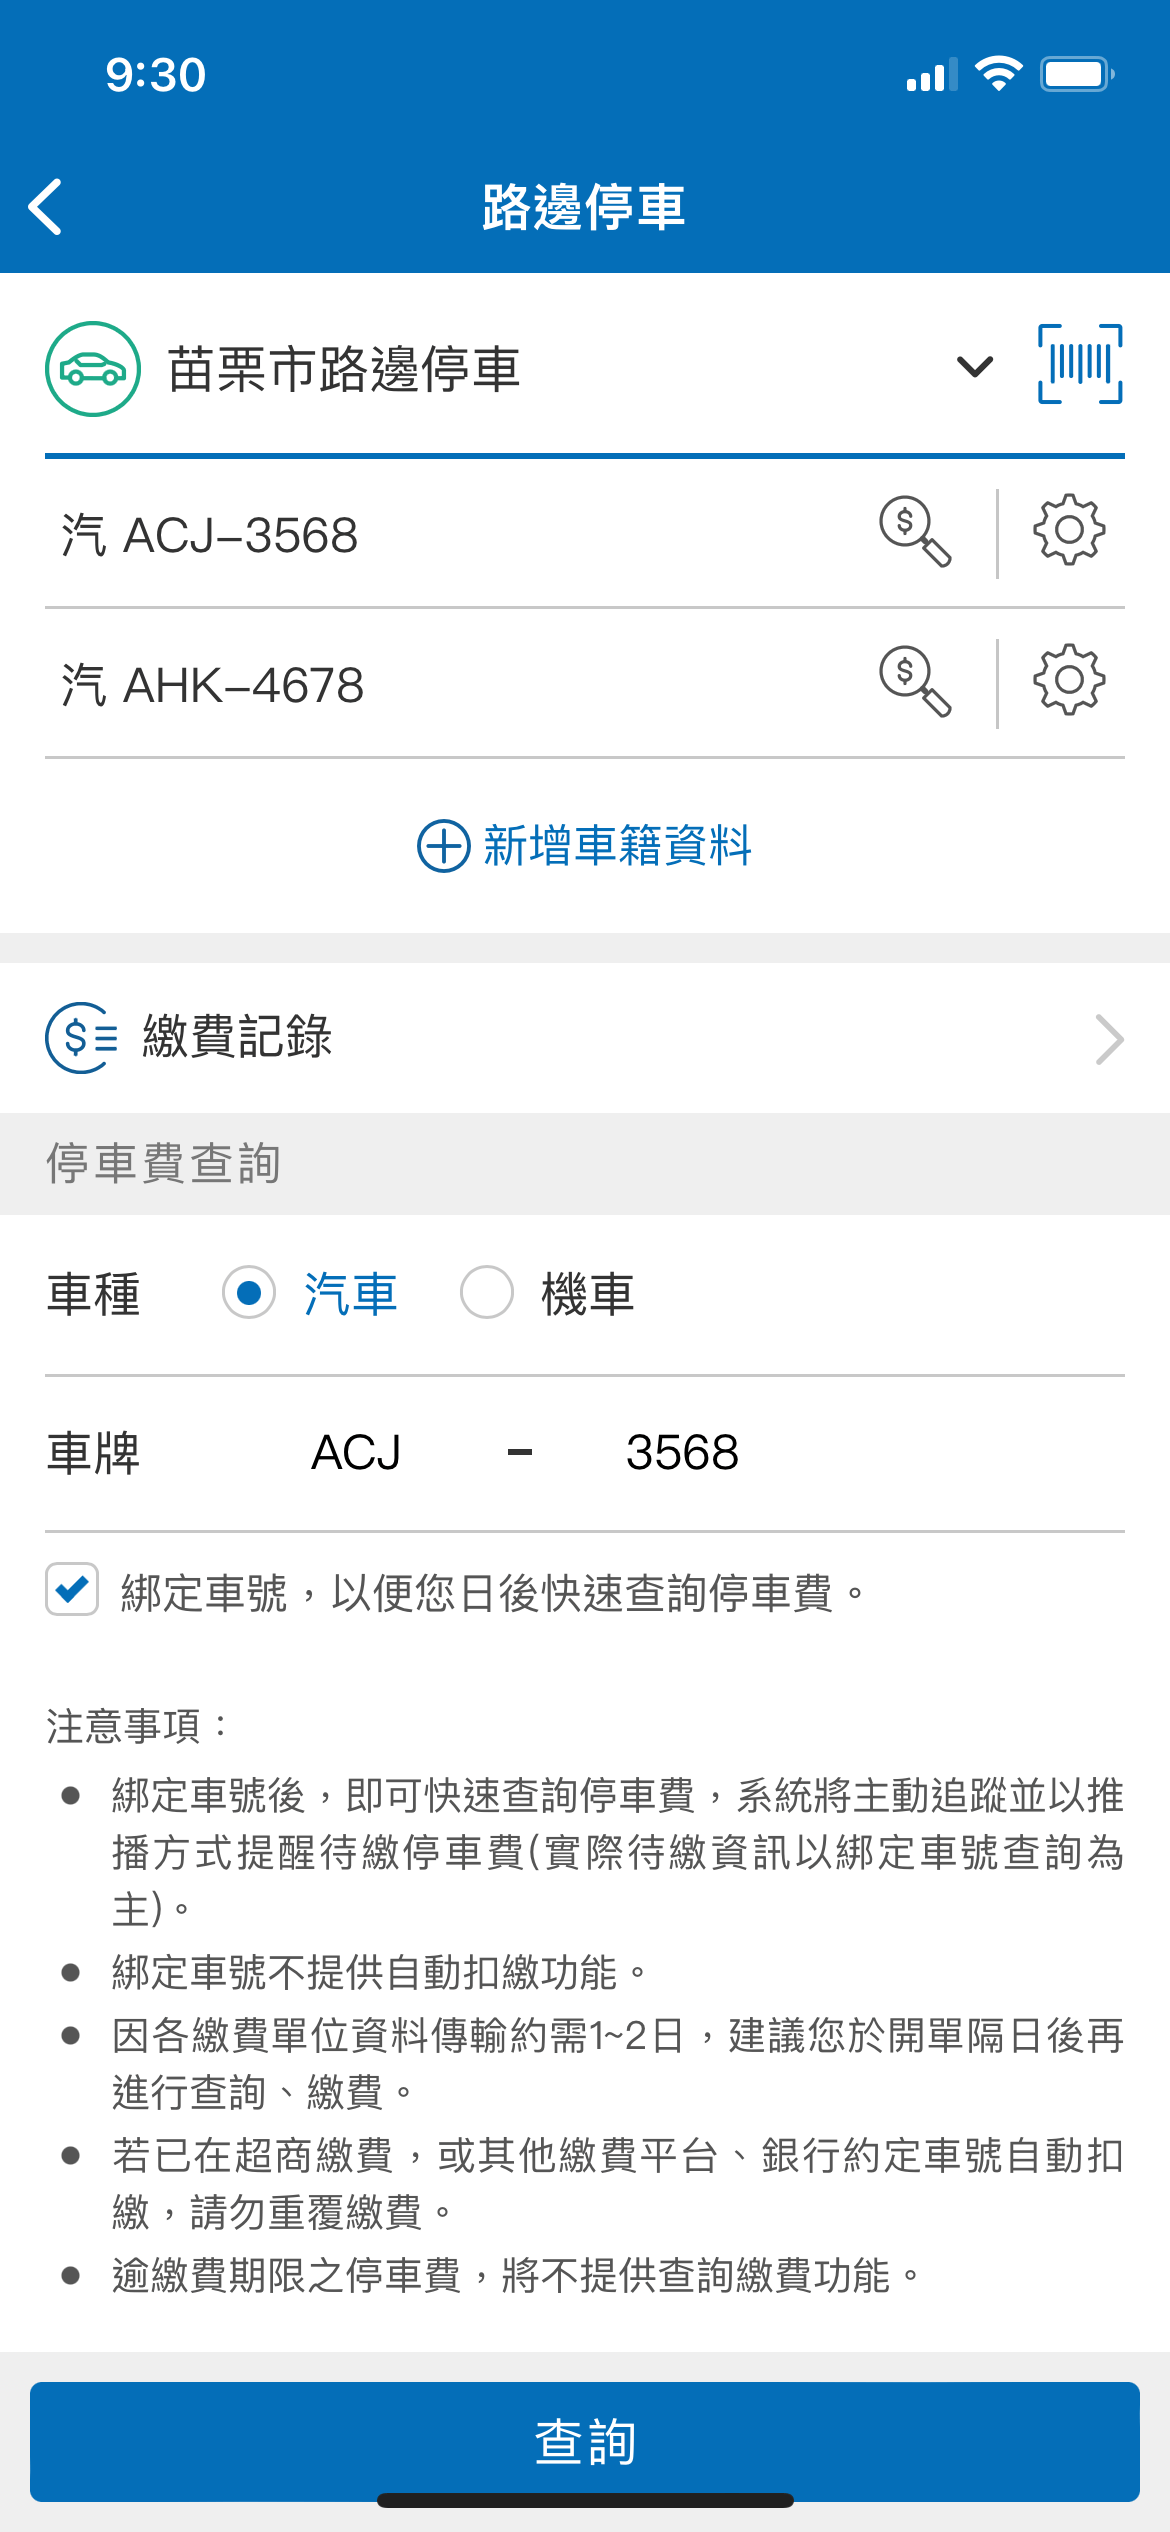 9:30
路邊停車
苗栗市路邊停車
汽 ACJ-3568
汽 AHK-4678
新增車籍資料
繳費記錄
停車費查詢
車種 汽車 機車
車牌 ACJ - 3568
綁定車號，以便您日後快速查詢停車費。
注意事項：
● 綁定車號後，即可快速查詢停車費，系統將主動追蹤並以推
播方式提醒待繳停車費(實際待繳資訊以綁定車號查詢為
主)。
● 綁定車號不提供自動扣繳功能。
● 因各繳費單位資料傳輸約需1~2日，建議您於開單隔日後再
進行查詢、繳費。
● 若已在超商繳費，或其他繳費平台、銀行約定車號自動扣
繳，請勿重覆繳費。
● 逾繳費期限之停車費，將不提供查詢繳費功能。
查詢